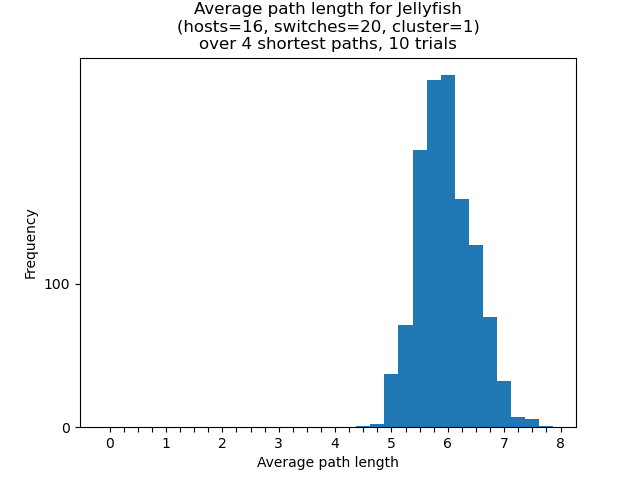 Average path length for Jellyfish
(hosts=16, switches=20, cluster=1)
over 4 shortest paths, 10 trials
Frequency
100
0
0 1 2 3 4 5 6 7 8
Average path length